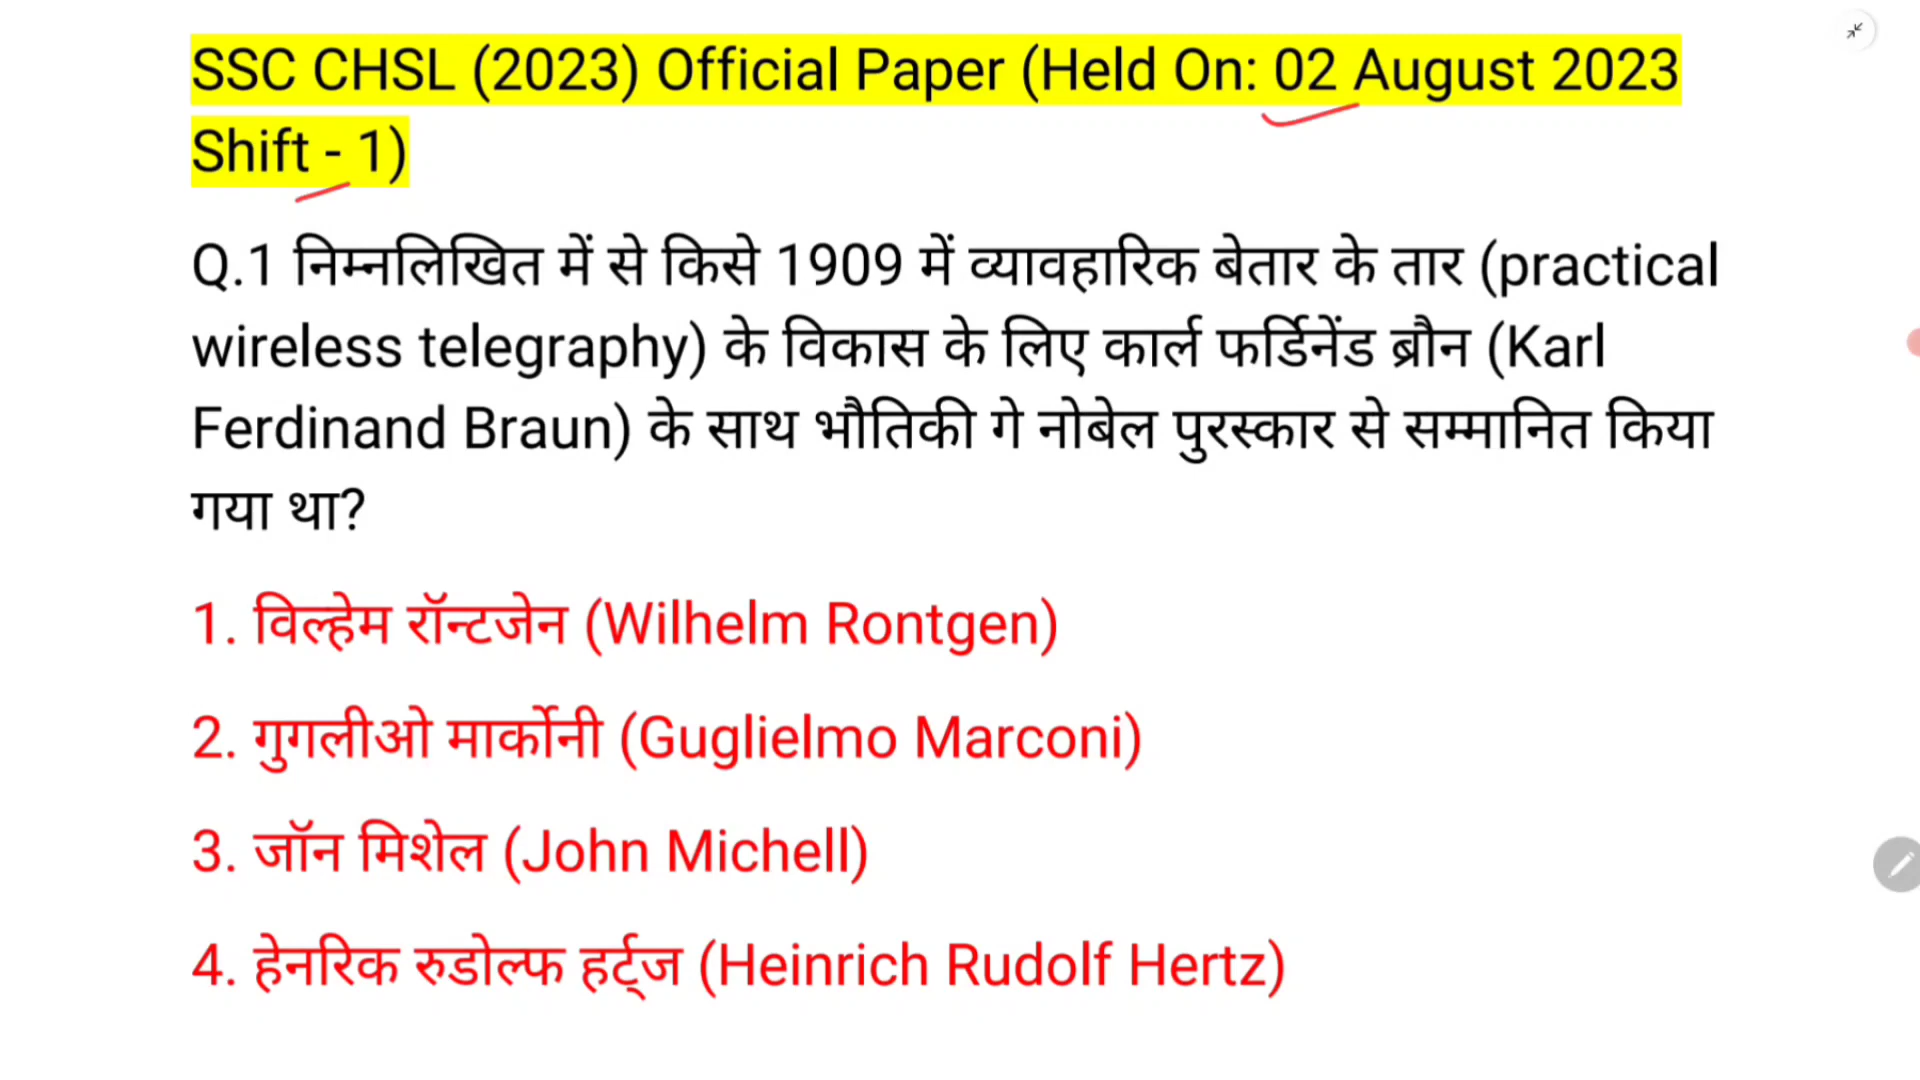 SSC CHSL (2023) Official Paper (Held On: 02 August 2023
Shift - 1)
Q.1 निम्नलिखित में से किसे 1909 में व्यावहारिक बेतार के तार (practical
wireless telegraphy) के विकास के लिए कार्ल फर्डिनेंड ब्रौन (Karl
Ferdinand Braun) के साथ भौतिकी गे नोबेल पुरस्कार से सम्मानित किया
गया था?
1. विल्हेम रॉन्टजेन (Wilhelm Rontgen)
2. गुगलीओ मार्कोनी (Guglielmo Marconi)
3. जॉन मिशेल (John Michell)
4. हेनरिक रुडोल्फ हर्ट्ज (Heinrich Rudolf Hertz)